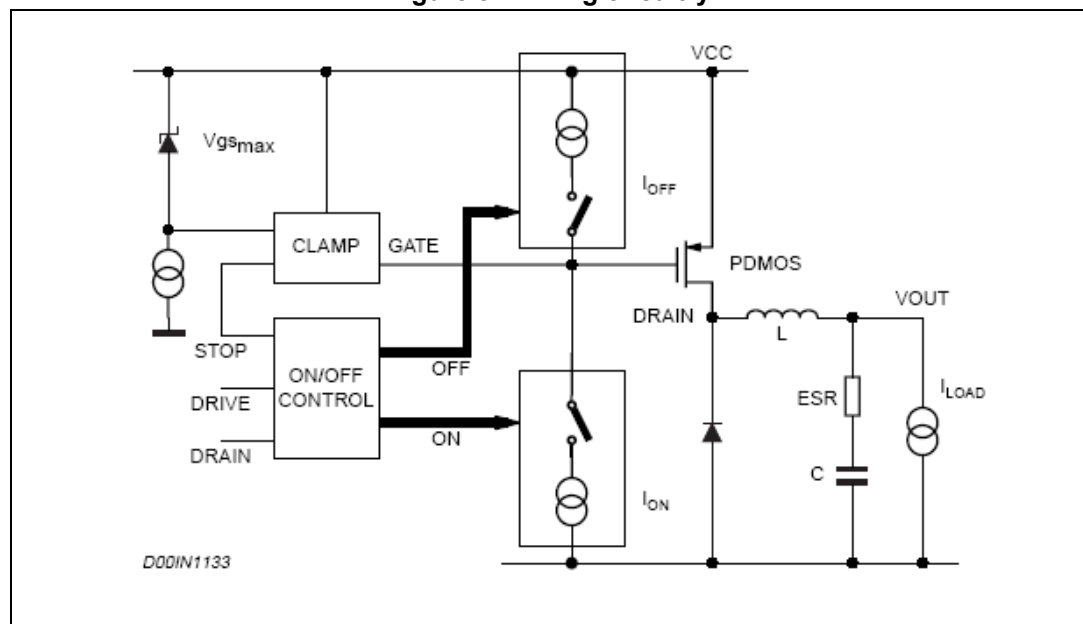 VCC
Vgsmax
IOFF
CLAMP
GATE
PDMOS
DRAIN
VOUT
L
STOP
OFF
ON/OFF
CONTROL
DRIVE
ON
DRAIN
ESR
ILOAD
C
ION
D00IN1133